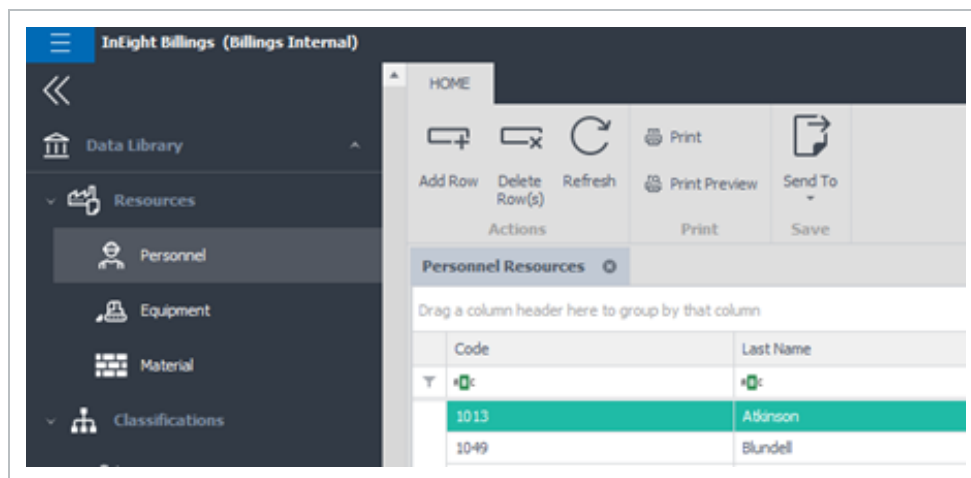 InEight Billings (Billings Internal)
HOME
Data Library
Add Row
Delete
Row(s)
Refresh
Print
Print Preview
Send To
Actions
Print
Save
Resources
Personnel
Equipment
Material
Classifications
Personnel Resources
Drag a column header here to group by that column
Code Last Name
1013 Atkinson
1049 Blundell